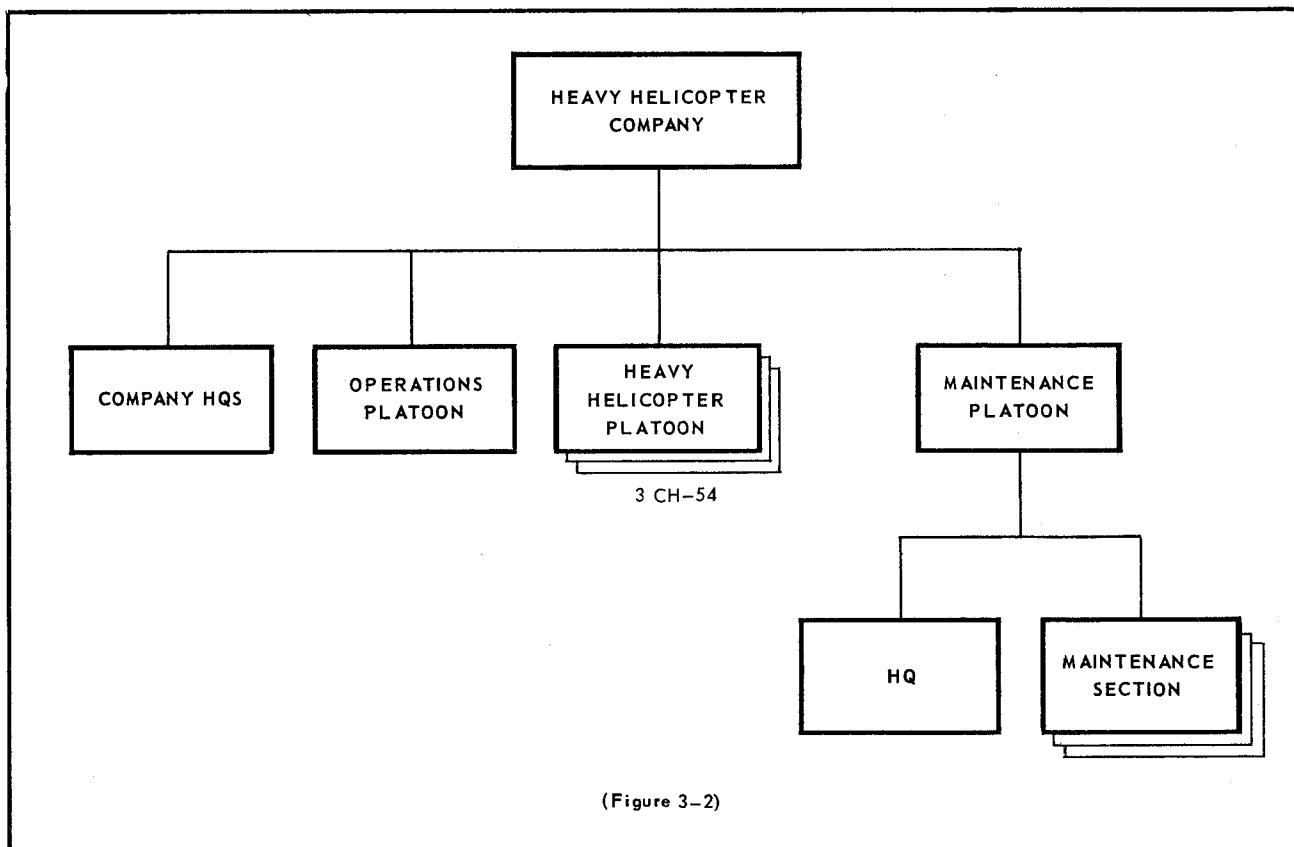 HEAVY HELICOPTER
COMPANY
COMPANY HQS
OPERATIONS
PLATOON
HEAVY
HELICOPTER
PLATOON
3 CH-54
MAINTENANCE
PLATOON
HQ
MAINTENANCE
SECTION
(Figure 3-2)